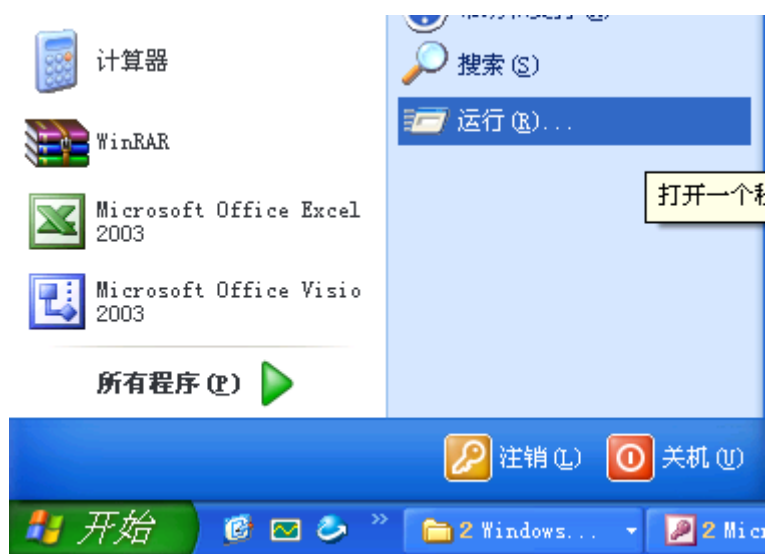 计算器
WinRAR
Microsoft Office Excel
2003
Microsoft Office Visio
2003
所有程序(P)
搜索(S)
运行(R)...
打开一个
注销(L)
关机(U)
开始
2 Windows...
2 Micr